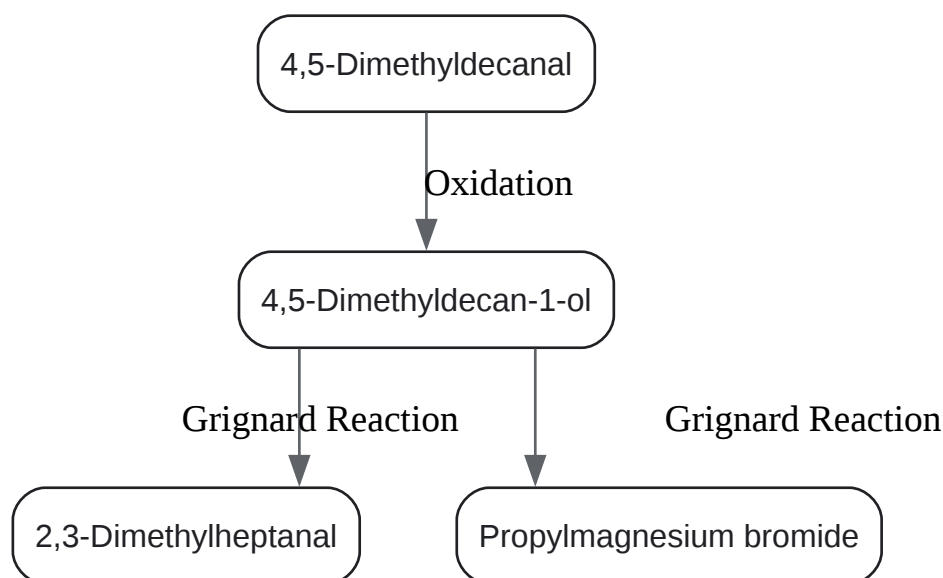 4,5-Dimethyldecanal
Oxidation
4,5-Dimethyldecan-1-ol
Grignard Reaction
Grignard Reaction
2,3-Dimethylheptanal
Propylmagnesium bromide